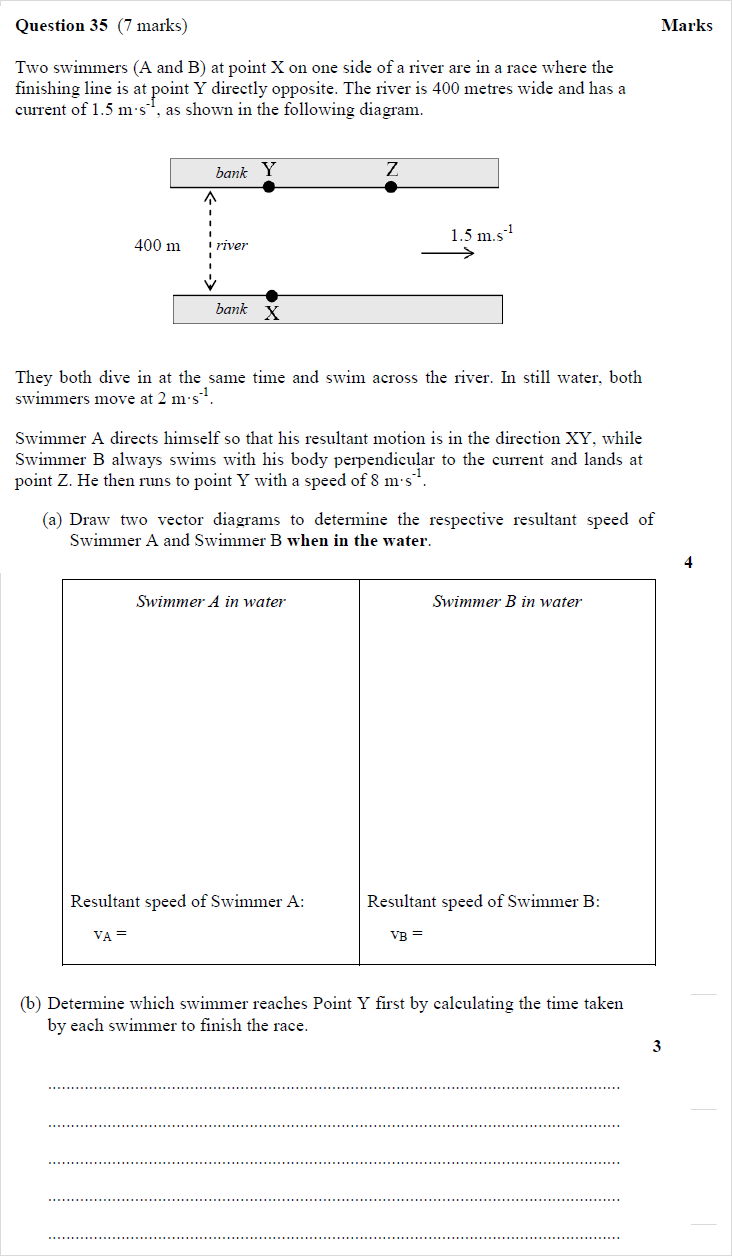 Question 35 (7 marks) Marks
Two swimmers (A and B) at point X on one side of a river are in a race where the
finishing line is at point Y directly opposite. The river is 400 metres wide and has a
current of 1.5 m·s⁻¹, as shown in the following diagram.
bank Y Z
400 m river 1.5 m.s⁻¹
bank X
They both dive in at the same time and swim across the river. In still water, both
swimmers move at 2 m·s⁻¹.
Swimmer A directs himself so that his resultant motion is in the direction XY, while
Swimmer B always swims with his body perpendicular to the current and lands at
point Z. He then runs to point Y with a speed of 8 m·s⁻¹.
(a) Draw two vector diagrams to determine the respective resultant speed of
Swimmer A and Swimmer B when in the water.
4
Swimmer A in water Swimmer B in water
Resultant speed of Swimmer A: Resultant speed of Swimmer B:
vA = vB =
(b) Determine which swimmer reaches Point Y first by calculating the time taken
by each swimmer to finish the race.
3